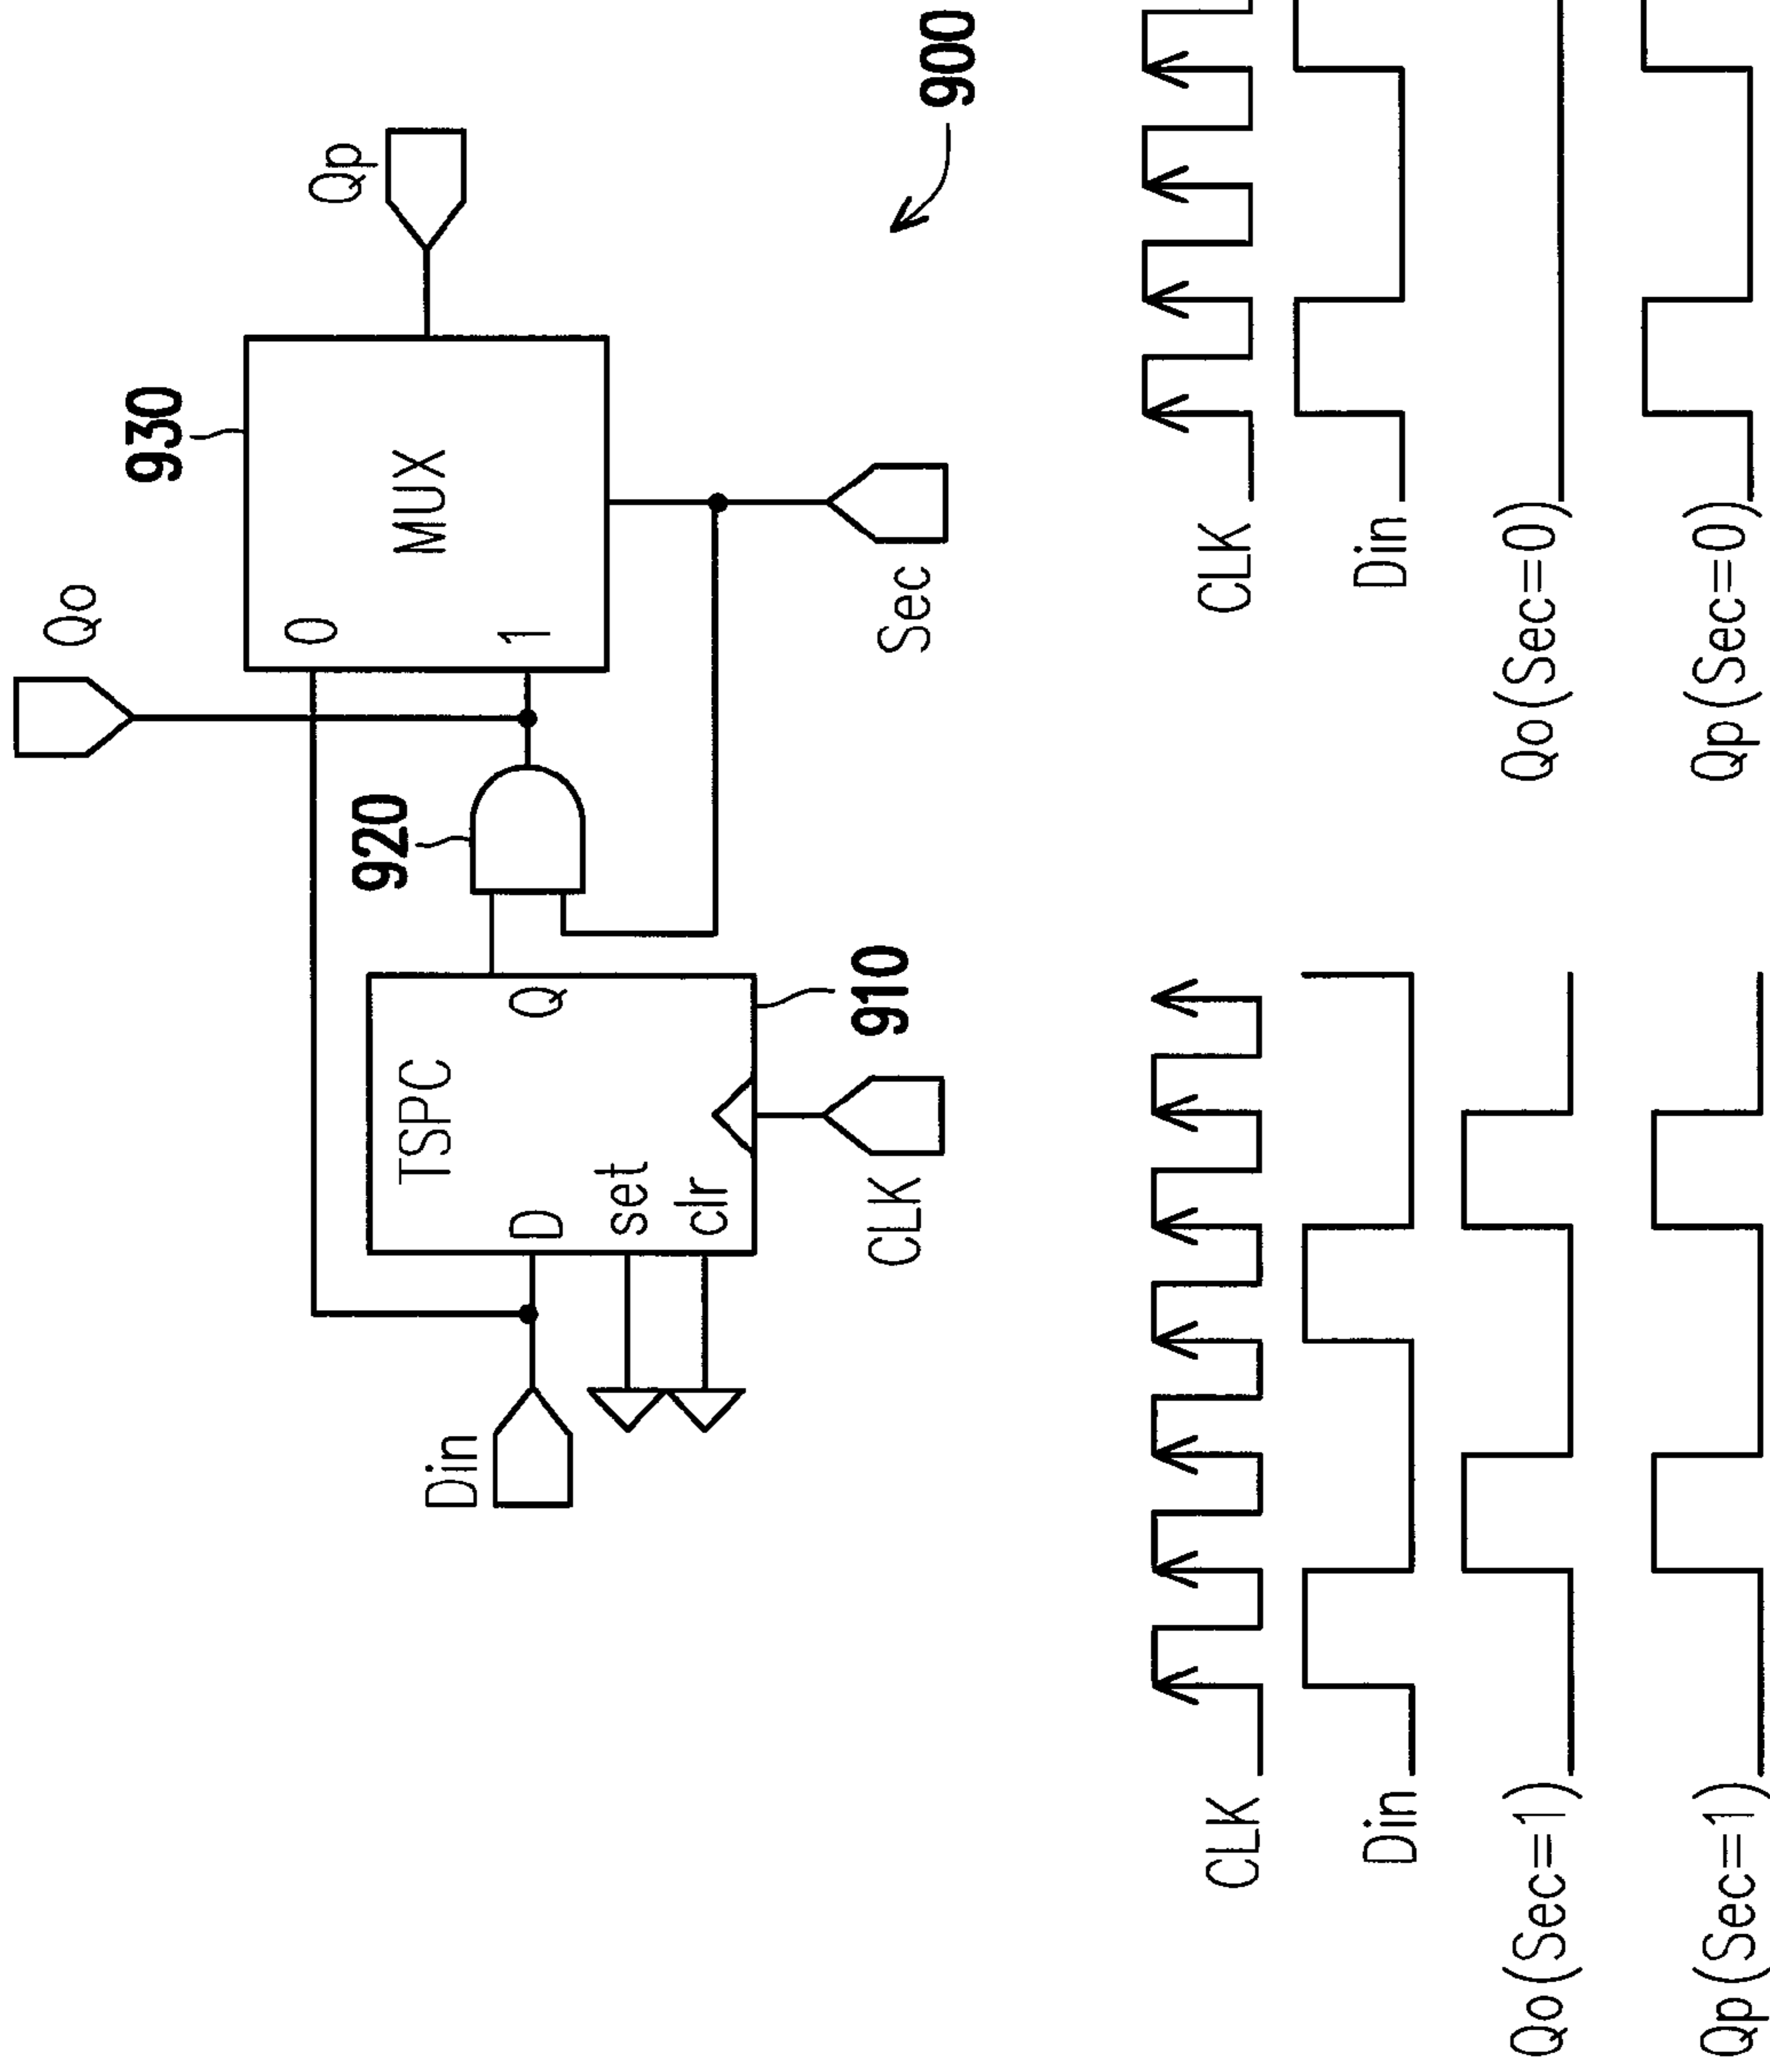 Qo
930
Qp
0
MUX
1
920
TSPC
D
Q
set
clr
Din
910
CLK
Sec
900
CLK
Din
Qo(Sec=1)
Qp(Sec=1)
CLK
Din
Qo(Sec=0)
Qp(Sec=0)